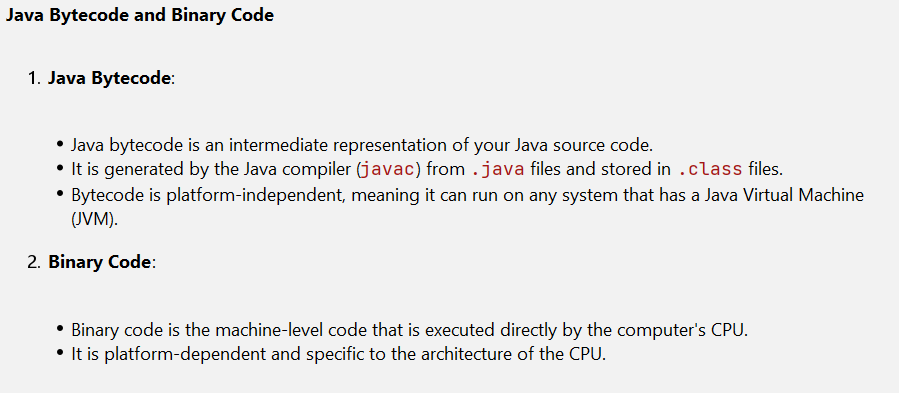 Java Bytecode and Binary Code
1. Java Bytecode:
• Java bytecode is an intermediate representation of your Java source code.
• It is generated by the Java compiler (javac) from .java files and stored in .class files.
• Bytecode is platform-independent, meaning it can run on any system that has a Java Virtual Machine
(JVM).
2. Binary Code:
• Binary code is the machine-level code that is executed directly by the computer's CPU.
• It is platform-dependent and specific to the architecture of the CPU.